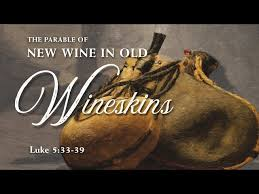 THE PARABLE OF
NEW WINE IN OLD
Wineskins
Luke 5:33-39